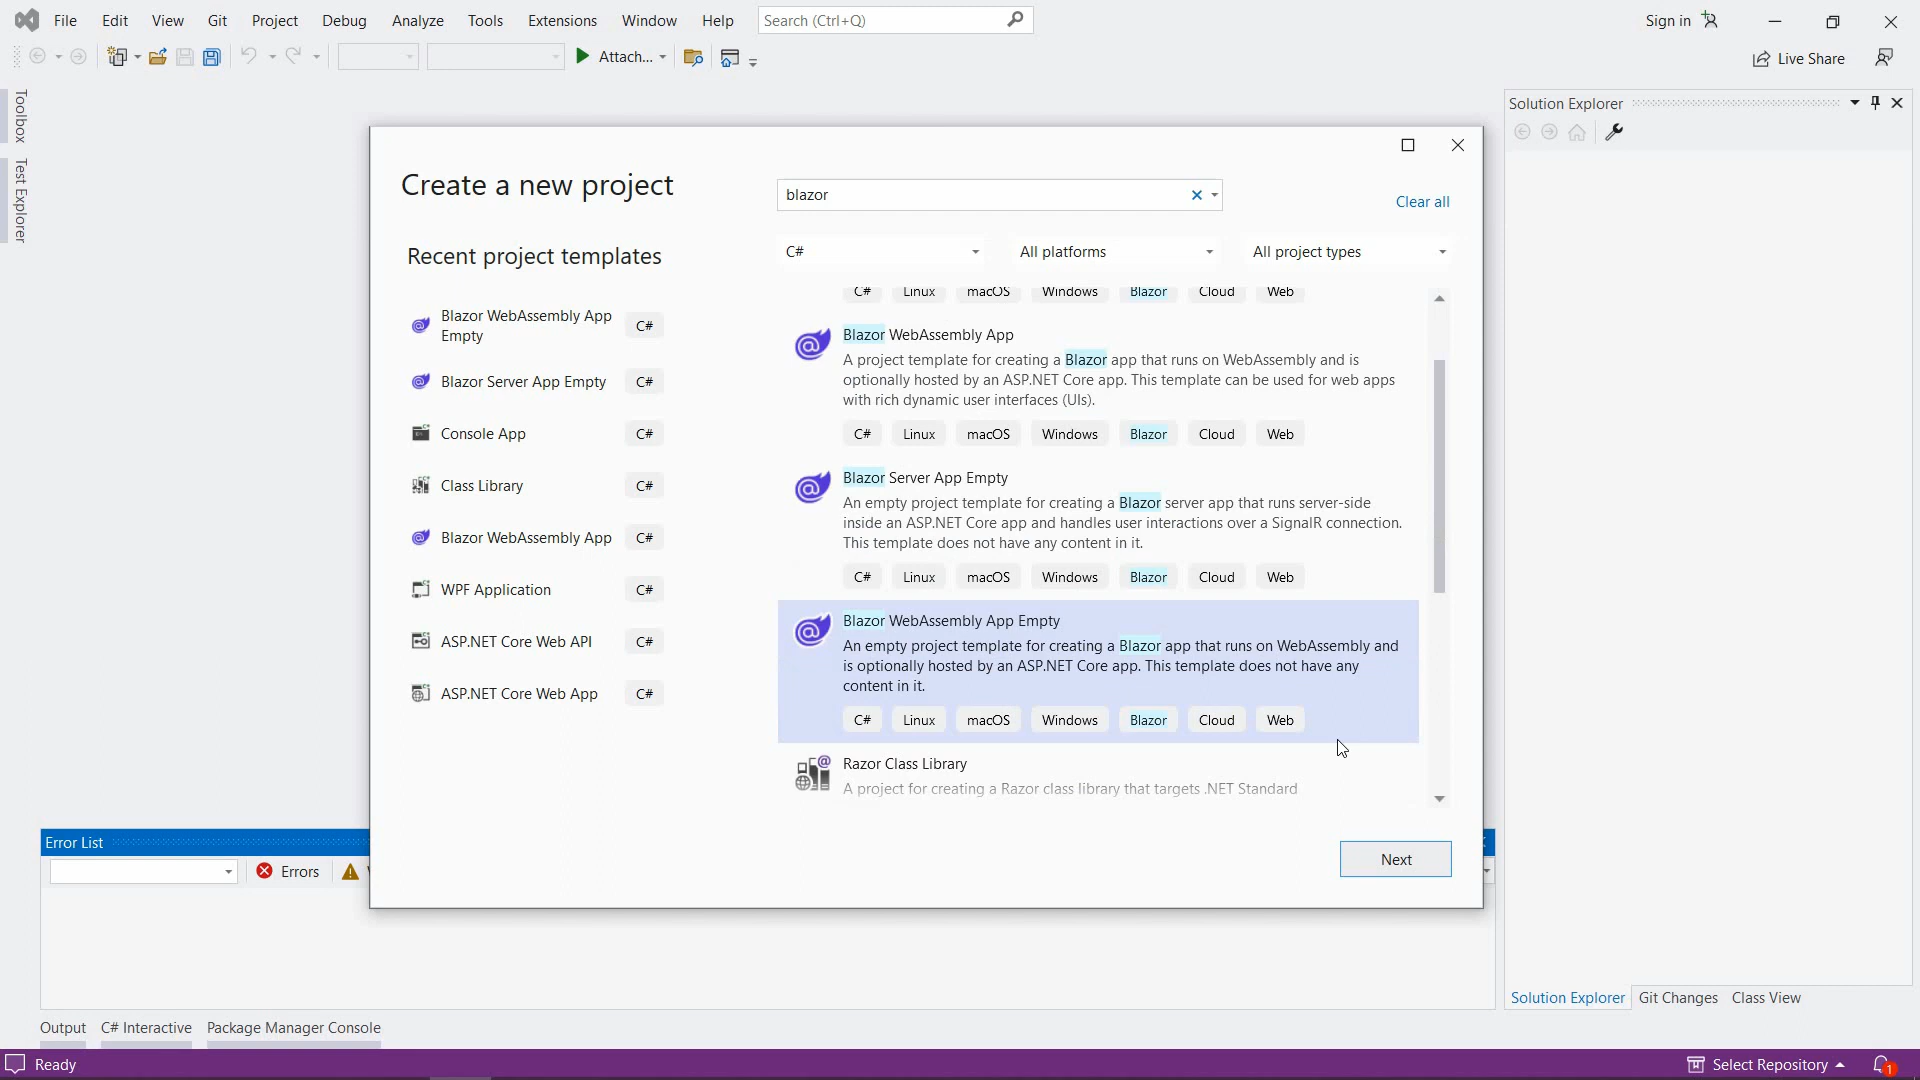 File Edit View Git Project Debug Analyze Tools Extensions Window Help Search (Ctrl+Q) Sign in
Attach... Live Share
Toolbox
Test Explorer
Solution Explorer
Create a new project
blazor
Clear all
Recent project templates
C# All platforms All project types
Blazor WebAssembly App
Empty
C#
Blazor Server App Empty C#
Console App C#
Class Library C#
Blazor WebAssembly App C#
WPF Application C#
ASP.NET Core Web API C#
ASP.NET Core Web App C#
C# Linux macOS Windows Blazor Cloud Web
Blazor WebAssembly App
A project template for creating a Blazor app that runs on WebAssembly and is
optionally hosted by an ASP.NET Core app. This template can be used for web apps
with rich dynamic user interfaces (UIs).
C# Linux macOS Windows Blazor Cloud Web
Blazor Server App Empty
An empty project template for creating a Blazor server app that runs server-side
inside an ASP.NET Core app and handles user interactions over a SignalR connection.
This template does not have any content in it.
C# Linux macOS Windows Blazor Cloud Web
Blazor WebAssembly App Empty
An empty project template for creating a Blazor app that runs on WebAssembly and
is optionally hosted by an ASP.NET Core app. This template does not have any
content in it.
C# Linux macOS Windows Blazor Cloud Web
Razor Class Library
A project for creating a Razor class library that targets .NET Standard
Next
Error List
Errors
Solution Explorer Git Changes Class View
Output C# Interactive Package Manager Console
Ready Select Repository 1